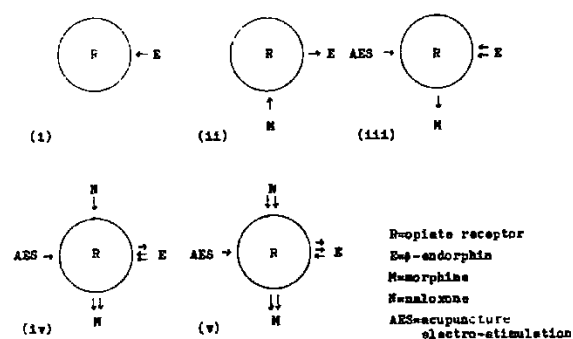 R ← E
R → E
↑
M
(i)
(ii)
AES → R ⇇ E
↓
M
(iii)
N
↓
AES → R ⇄ E
↓↓
M
(iv)
N
↓↓
AES → R E
↓↓
M
(v)
R=opiate receptor
E=β-endorphin
M=morphine
N=naloxone
AES=acupuncture
electro-stimulation